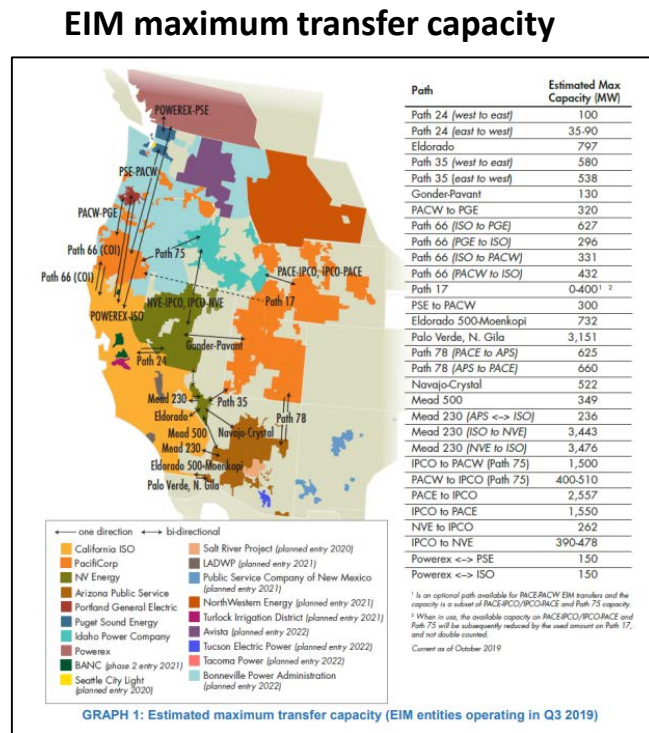 EIM maximum transfer capacity
POWEREX-PSE
PSE-PACW
PACW-PGE
Path 66 (COI)
Path 75
Path 66 (COI)
PACE-IPCO, IPCO-PACE
NVE-IPCO, IPCO-NVE
Path 17
POWEREX-ISO
Gonder-Pavant
Path 24
Mead 230
Path 35
Eldorado
Path 78
Mead 500
Navajo-Crystal
Mead 230
Eldorado 500-Moenkopi
Palo Verde, N. Gila
one direction
bi-directional
California ISO
PacifiCorp
NV Energy
Arizona Public Service
Portland General Electric
Puget Sound Energy
Idaho Power Company
Powerex
BANC (phase 2 entry 2021)
Seattle City Light
(planned entry 2020)
Salt River Project (planned entry 2020)
LADWP (planned entry 2021)
Public Service Company of New Mexico
(planned entry 2021)
NorthWestern Energy (planned entry 2021)
Turlock Irrigation District (planned entry 2021)
Avista (planned entry 2022)
Tucson Electric Power (planned entry 2022)
Tacoma Power (planned entry 2022)
Bonneville Power Administration
(planned entry 2022)
Path Estimated Max
Capacity (MW)
Path 24 (west to east) 100
Path 24 (east to west) 35-90
Eldorado 797
Path 35 (west to east) 580
Path 35 (east to west) 538
Gonder-Pavant 130
PACW to PGE 320
Path 66 (ISO to PGE) 627
Path 66 (PGE to ISO) 296
Path 66 (ISO to PACW) 331
Path 66 (PACW to ISO) 432
Path 17 0-400¹ ²
PSE to PACW 300
Eldorado 500-Moenkopi 732
Palo Verde, N. Gila 3,151
Path 78 (PACE to APS) 625
Path 78 (APS to PACE) 660
Navajo-Crystal 522
Mead 500 349
Mead 230 (APS <-> ISO) 236
Mead 230 (ISO to NVE) 3,443
Mead 230 (NVE to ISO) 3,476
IPCO to PACW (Path 75) 1,500
PACW to IPCO (Path 75) 400-510
PACE to IPCO 2,557
IPCO to PACE 1,550
NVE to IPCO 262
IPCO to NVE 390-478
Powerex <-> PSE 150
Powerex <-> ISO 150
¹ Is an optional path available for PACE-PACW EIM transfers and the
capacity is a subset of PACE-IPCO/IPCO-PACE and Path 75 capacity.
² When in use, the available capacity on PACE-IPCO/IPCO-PACE and
Path 75 will be subsequently reduced by the used amount on Path 17,
and not double counted.
Current as of October 2019
GRAPH 1: Estimated maximum transfer capacity (EIM entities operating in Q3 2019)